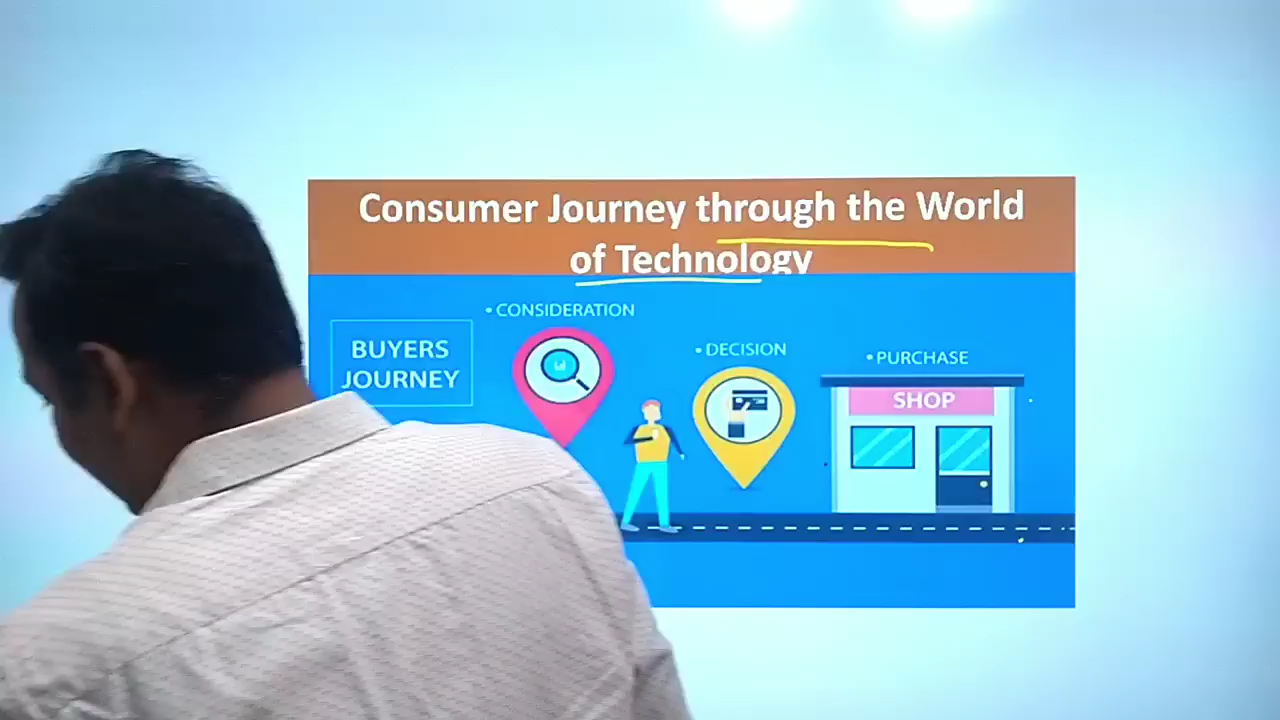 Consumer Journey through the World
of Technology
• CONSIDERATION
BUYERS
JOURNEY
• DECISION
• PURCHASE
SHOP